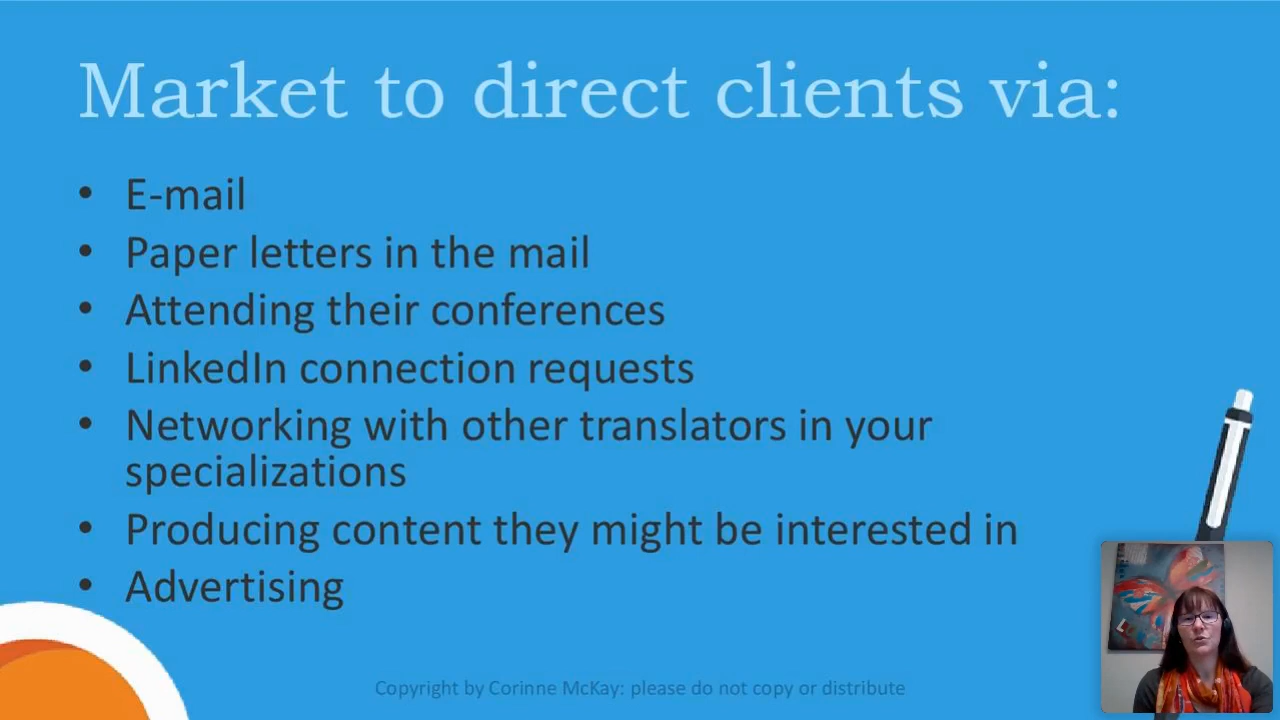 Market to direct clients via:
• E-mail
• Paper letters in the mail
• Attending their conferences
• LinkedIn connection requests
• Networking with other translators in your
specializations
• Producing content they might be interested in
• Advertising
Copyright by Corinne McKay: please do not copy or distribute